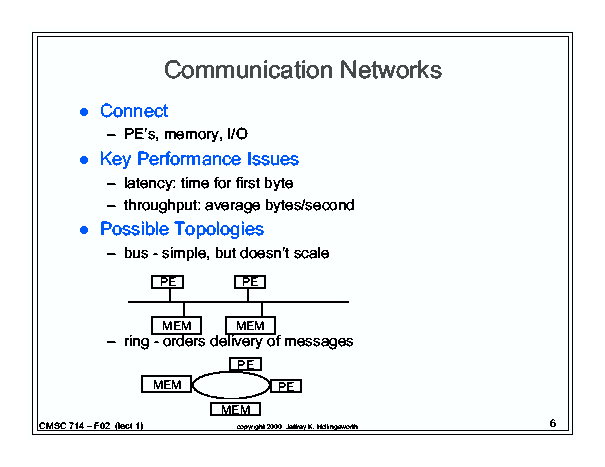 Communication Networks
● Connect
– PE's, memory, I/O
● Key Performance Issues
– latency: time for first byte
– throughput: average bytes/second
● Possible Topologies
– bus - simple, but doesn't scale
PE PE
MEM MEM
– ring - orders delivery of messages
PE
MEM PE
MEM
CMSC 714 – F02 (lect 1) copyright 2000 Jeffrey K. Hollingsworth 6